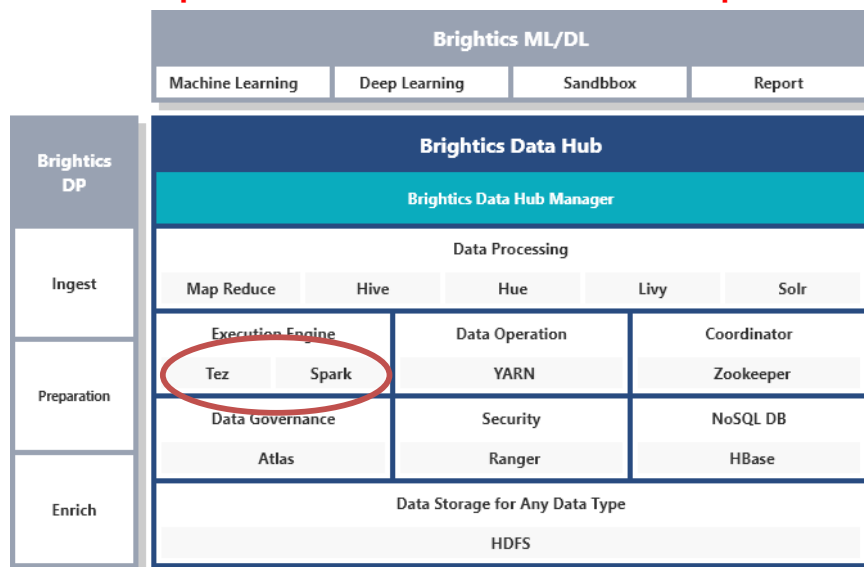 Brightics ML/DL
Machine Learning Deep Learning Sandbbox Report
Brightics
DP
Ingest
Preparation
Enrich
Brightics Data Hub
Brightics Data Hub Manager
Data Processing
Map Reduce Hive Hue Livy Solr
Execution Engine Data Operation Coordinator
Tez Spark YARN Zookeeper
Data Governance Security NoSQL DB
Atlas Ranger HBase
Data Storage for Any Data Type
HDFS